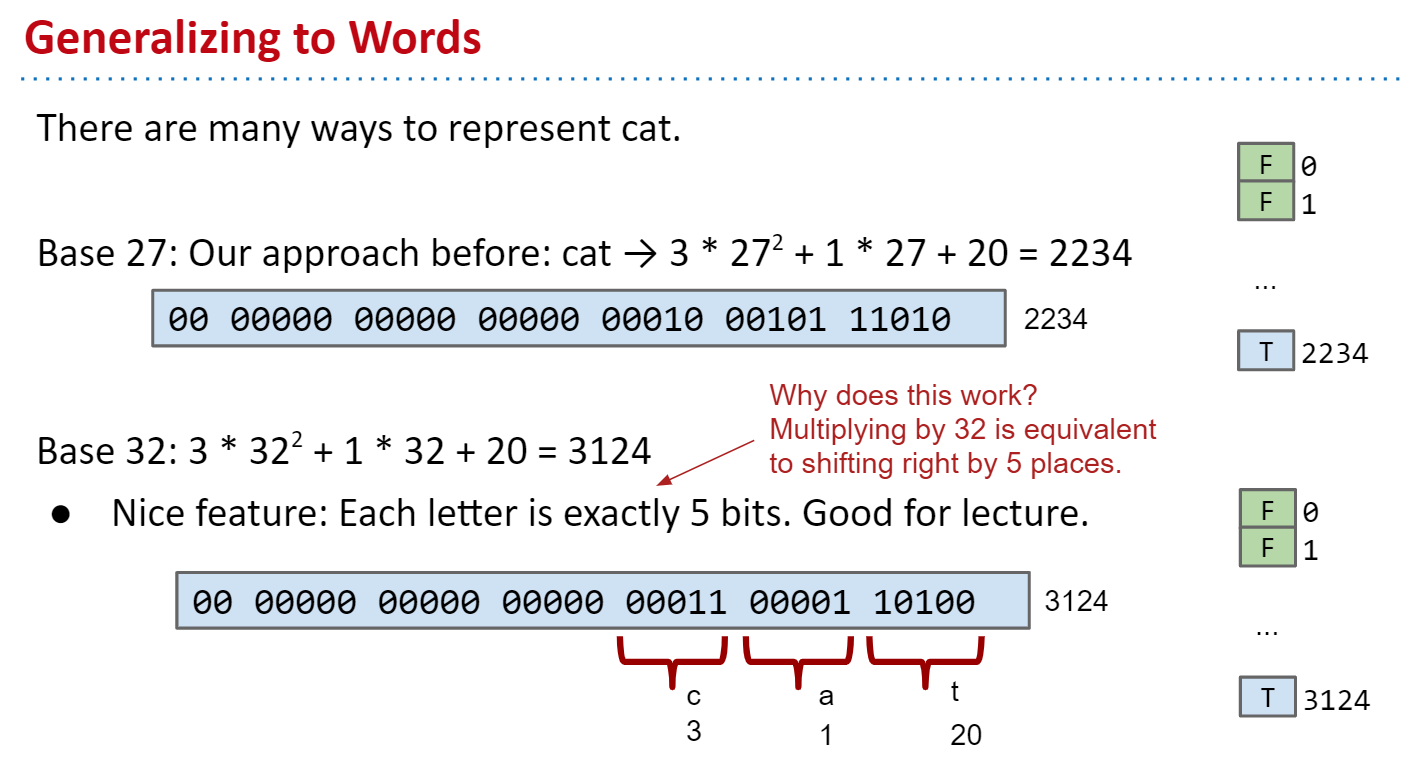 Generalizing to Words
There are many ways to represent cat.
F 0
F 1
...
T 2234
Base 27: Our approach before: cat → 3 * 27² + 1 * 27 + 20 = 2234
00 00000 00000 00000 00010 00101 11010 2234
Why does this work?
Multiplying by 32 is equivalent
to shifting right by 5 places.
Base 32: 3 * 32² + 1 * 32 + 20 = 3124
● Nice feature: Each letter is exactly 5 bits. Good for lecture.
00 00000 00000 00000 00011 00001 10100 3124
c a t
3 1 20
F 0
F 1
...
T 3124